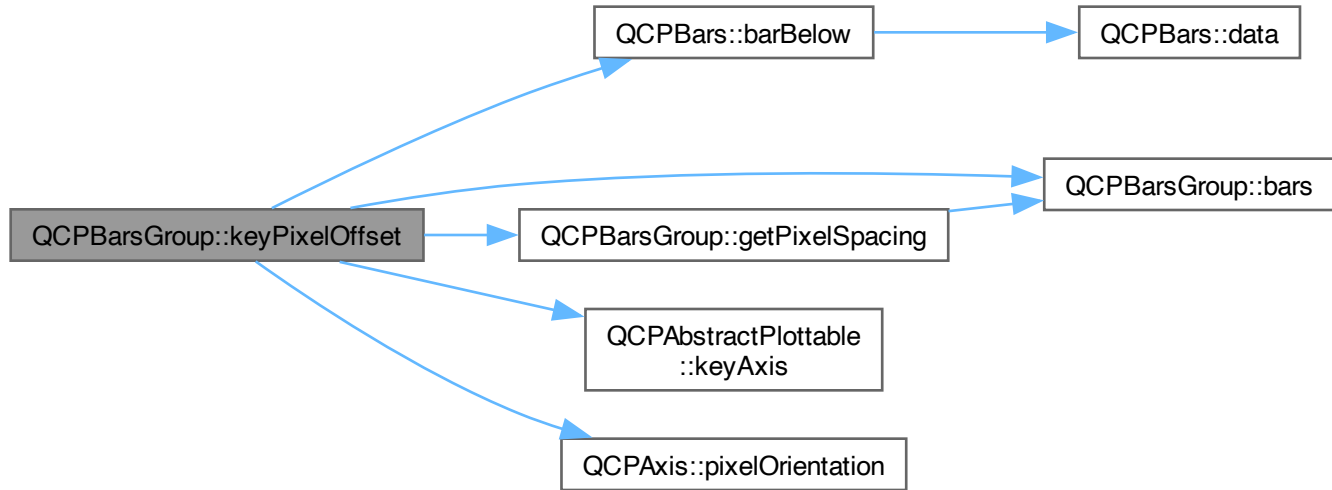 QCPBars::barBelow
QCPBars::data
QCPBarsGroup::bars
QCPBarsGroup::keyPixelOffset
QCPBarsGroup::getPixelSpacing
QCPAbstractPlottable
::keyAxis
QCPAxis::pixelOrientation